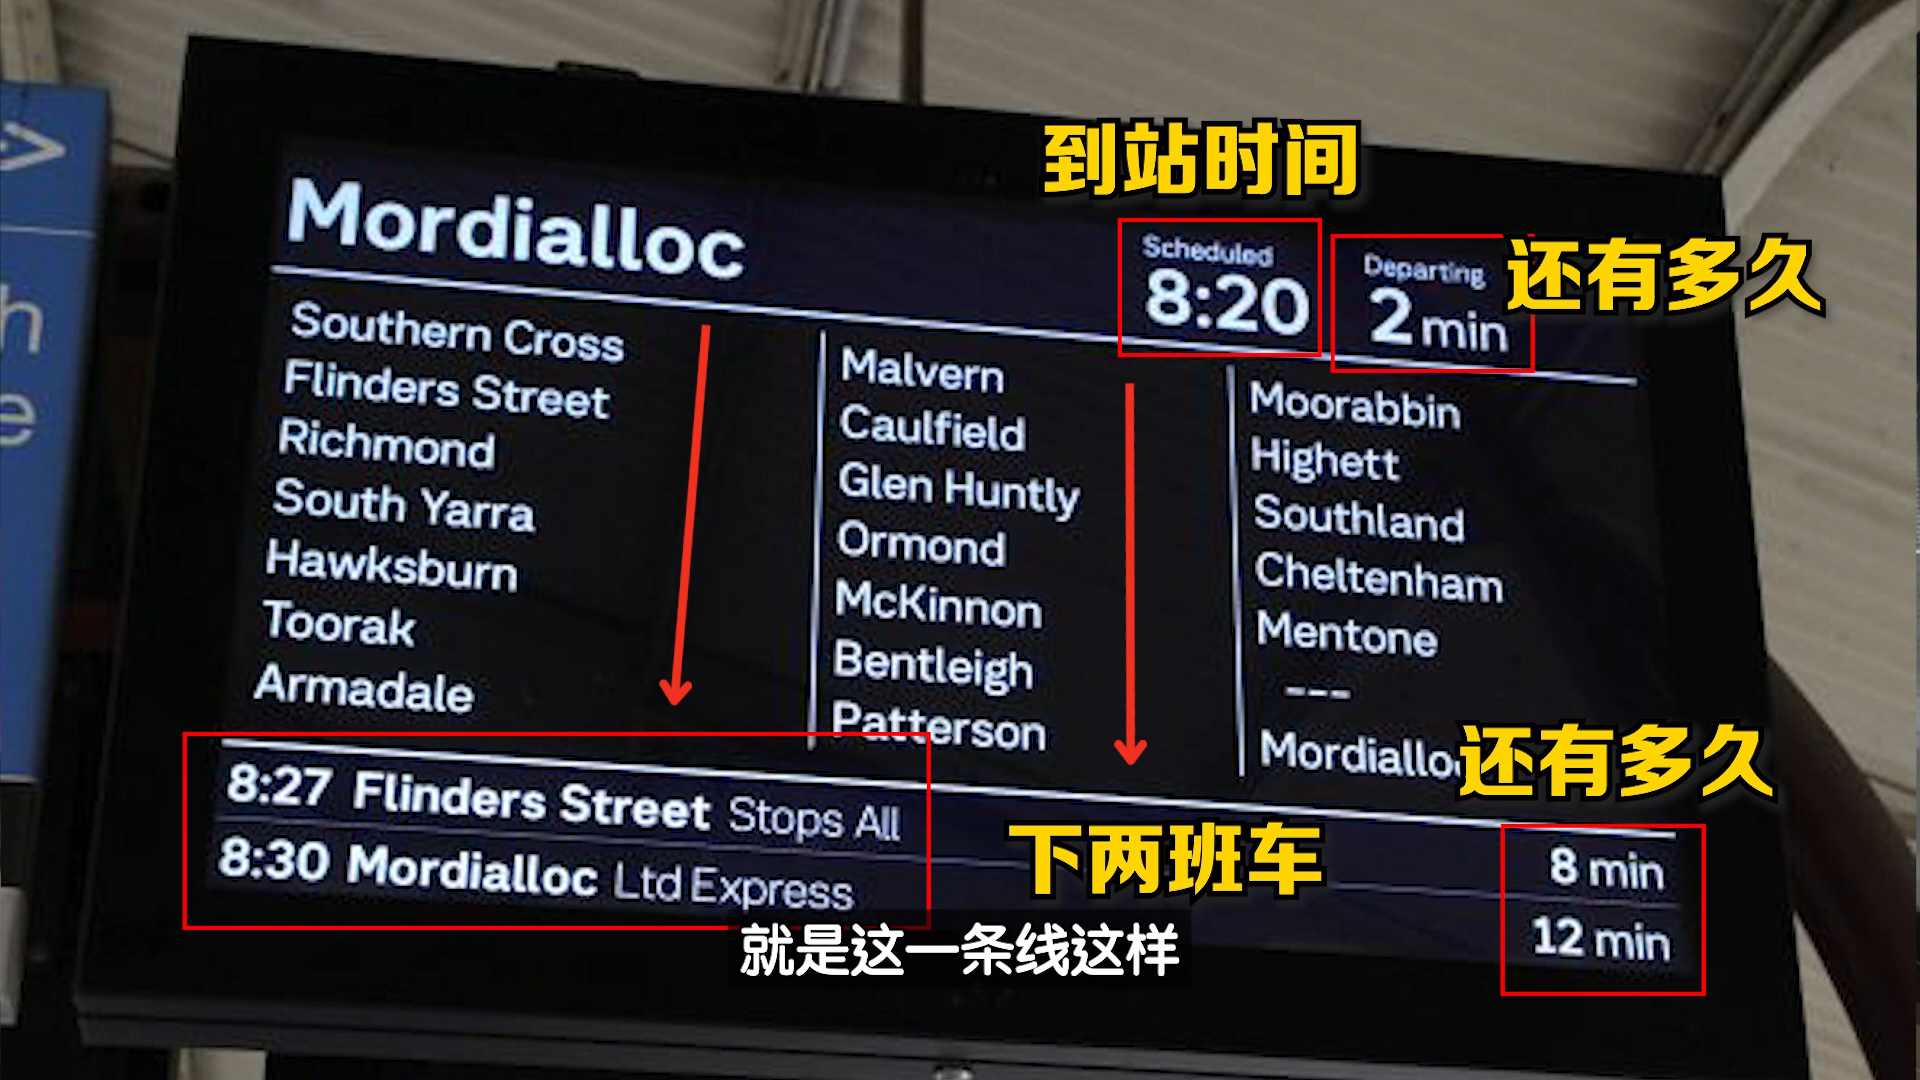 到站时间
还有多久
Mordialloc
Scheduled
8:20
Departing
2 min
Southern Cross
Flinders Street
Richmond
South Yarra
Hawksburn
Toorak
Armadale
Malvern
Caulfield
Glen Huntly
Ormond
McKinnon
Bentleigh
Patterson
Moorabbin
Highett
Southland
Cheltenham
Mentone
---
Mordialloc
还有多久
8:27 Flinders Street Stops All
8 min
8:30 Mordialloc Ltd Express
12 min
下两班车
就是这一条线这样